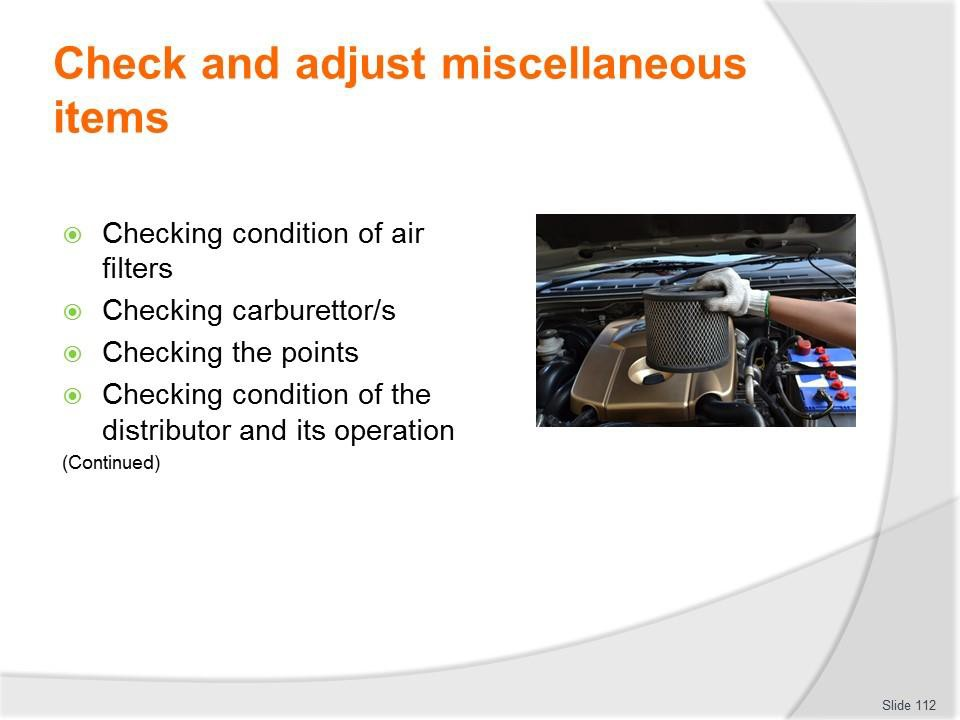 Check and adjust miscellaneous
items
Checking condition of air
filters
Checking carburettor/s
Checking the points
Checking condition of the
distributor and its operation
(Continued)
Slide 112